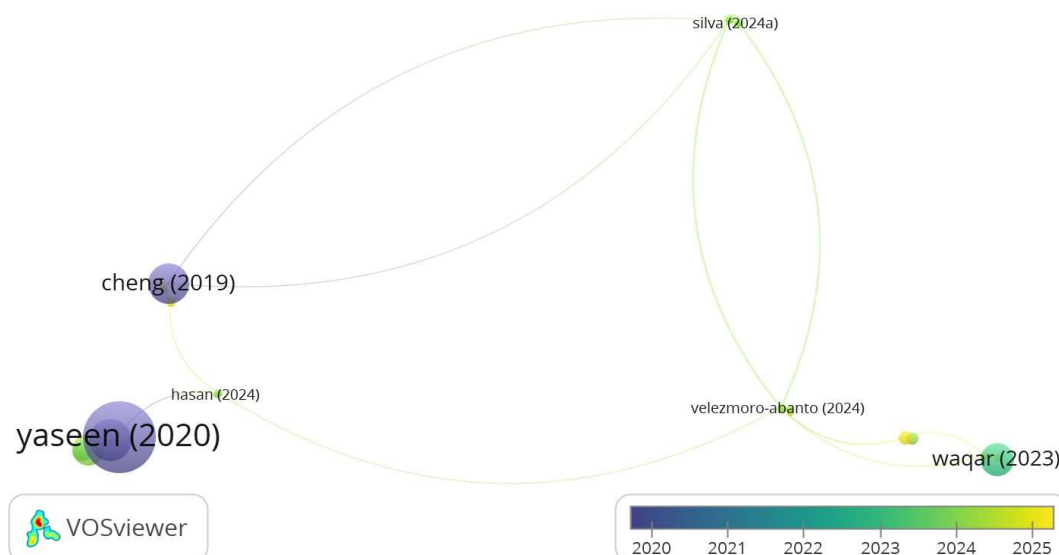 silva (2024a)
cheng (2019)
hasan (2024)
velezmoro-abanto (2024)
yaseen (2020)
waqar (2023)
VOSviewer
2020 2021 2022 2023 2024 2025